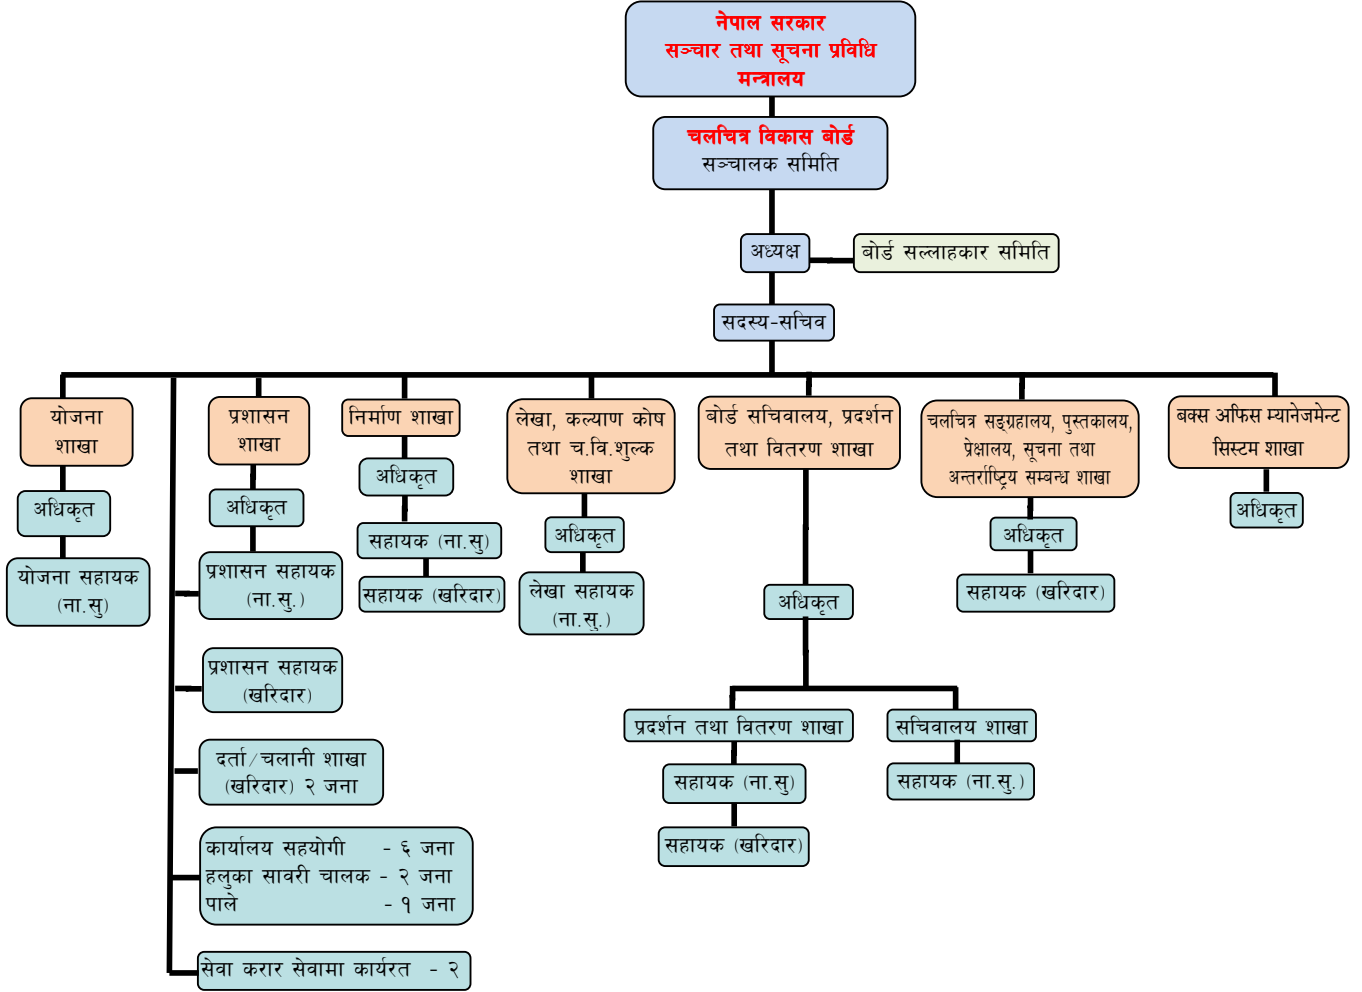 नेपाल सरकार
सञ्चार तथा सूचना प्रविधि
मन्त्रालय
चलचित्र विकास बोर्ड
सञ्चालक समिति
अध्यक्ष
बोर्ड सल्लाहकार समिति
सदस्य-सचिव
योजना
शाखा
अधिकृत
योजना सहायक
(ना.सु)
प्रशासन
शाखा
अधिकृत
प्रशासन सहायक
(ना.सु.)
प्रशासन सहायक
(खरिदार)
दर्ता/चलानी शाखा
(खरिदार) २ जना
कार्यालय सहयोगी - ६ जना
हलुका सावरी चालक - २ जना
पाले - १ जना
सेवा करार सेवामा कार्यरत - २
निर्माण शाखा
अधिकृत
सहायक (ना.सु)
सहायक (खरिदार)
लेखा, कल्याण कोष
तथा च.वि.शुल्क
शाखा
अधिकृत
लेखा सहायक
(ना.सु.)
बोर्ड सचिवालय, प्रदर्शन
तथा वितरण शाखा
अधिकृत
प्रदर्शन तथा वितरण शाखा
सहायक (ना.सु)
सहायक (खरिदार)
सचिवालय शाखा
सहायक (ना.सु.)
चलचित्र सङ्ग्रहालय, पुस्तकालय,
प्रेक्षालय, सूचना तथा
अन्तर्राष्ट्रिय सम्बन्ध शाखा
अधिकृत
सहायक (खरिदार)
बक्स अफिस म्यानेजमेन्ट
सिस्टम शाखा
अधिकृत